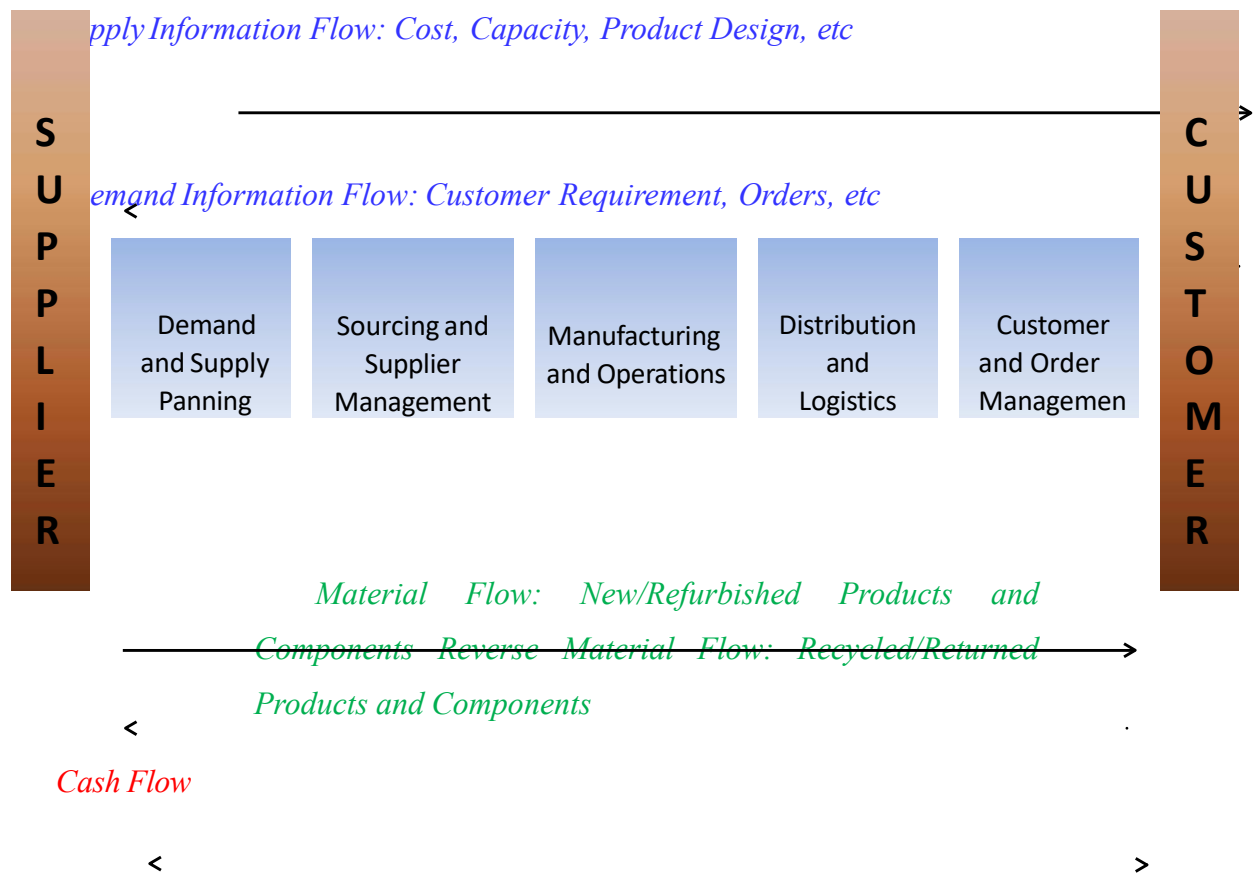 pply Information Flow: Cost, Capacity, Product Design, etc
SUPPLIER
CUSTOMER
emand Information Flow: Customer Requirement, Orders, etc
Demand
and Supply
Panning
Sourcing and
Supplier
Management
Manufacturing
and Operations
Distribution
and
Logistics
Customer
and Order
Managemen
Material Flow: New/Refurbished Products and
Components Reverse Material Flow: Recycled/Returned
Products and Components
Cash Flow